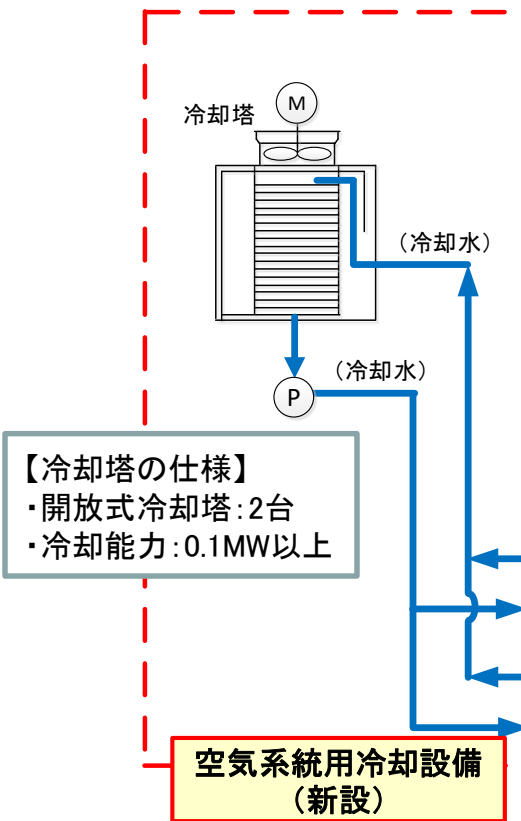 冷却塔
M
(冷却水)
(冷却水)
P
【冷却塔の仕様】
・開放式冷却塔:2台
・冷却能力:0.1MW以上
空気系統用冷却設備
(新設)